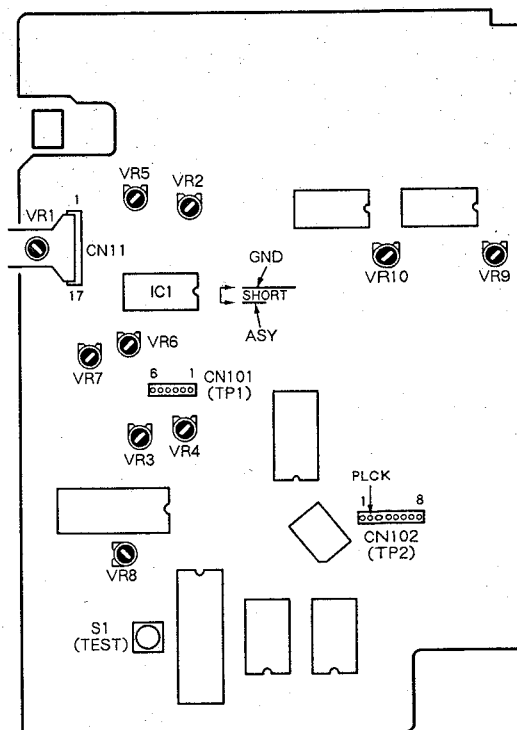 VR5
VR2
VR1
1
CN11
17
GND
SHORT
ASY
IC1
VR10
VR9
VR6
VR7
6 1
CN101
(TP1)
VR3
VR4
PLCK
1 8
CN102
(TP2)
VR8
S1
(TEST)